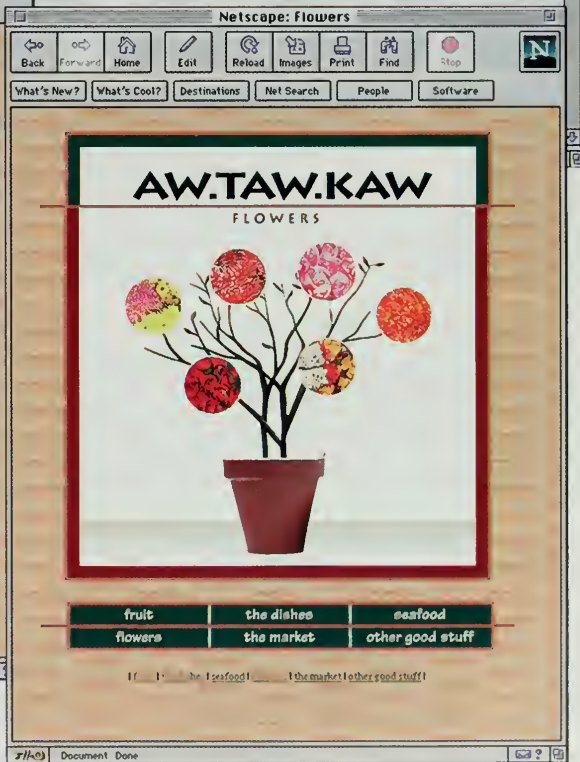 Netscape: Flowers
Back Forward Home Edit Reload Images Print Find Stop
N
What's New? What's Cool? Destinations Net Search People Software
AW.TAW.KAW
FLOWERS
fruit the dishes seafood
flowers the market other good stuff
| seafood | | the market | other good stuff |
Document Done
?